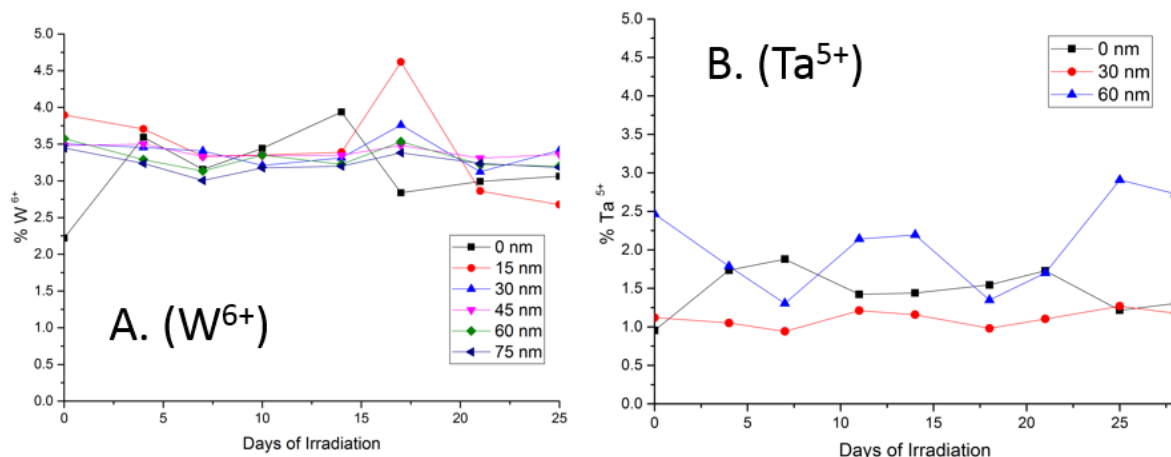 5.0
4.5
4.0
3.5
3.0
2.5
2.0
1.5
1.0
0.5
0.0
% W6+
0 5 10 15 20 25
Days of Irradiation
A. (W6+)
0 nm
15 nm
30 nm
45 nm
60 nm
75 nm
5.0
4.5
4.0
3.5
3.0
2.5
2.0
1.5
1.0
0.5
0.0
% Ta 5+
0 5 10 15 20 25
Days of Irradiation
B. (Ta5+)
0 nm
30 nm
60 nm